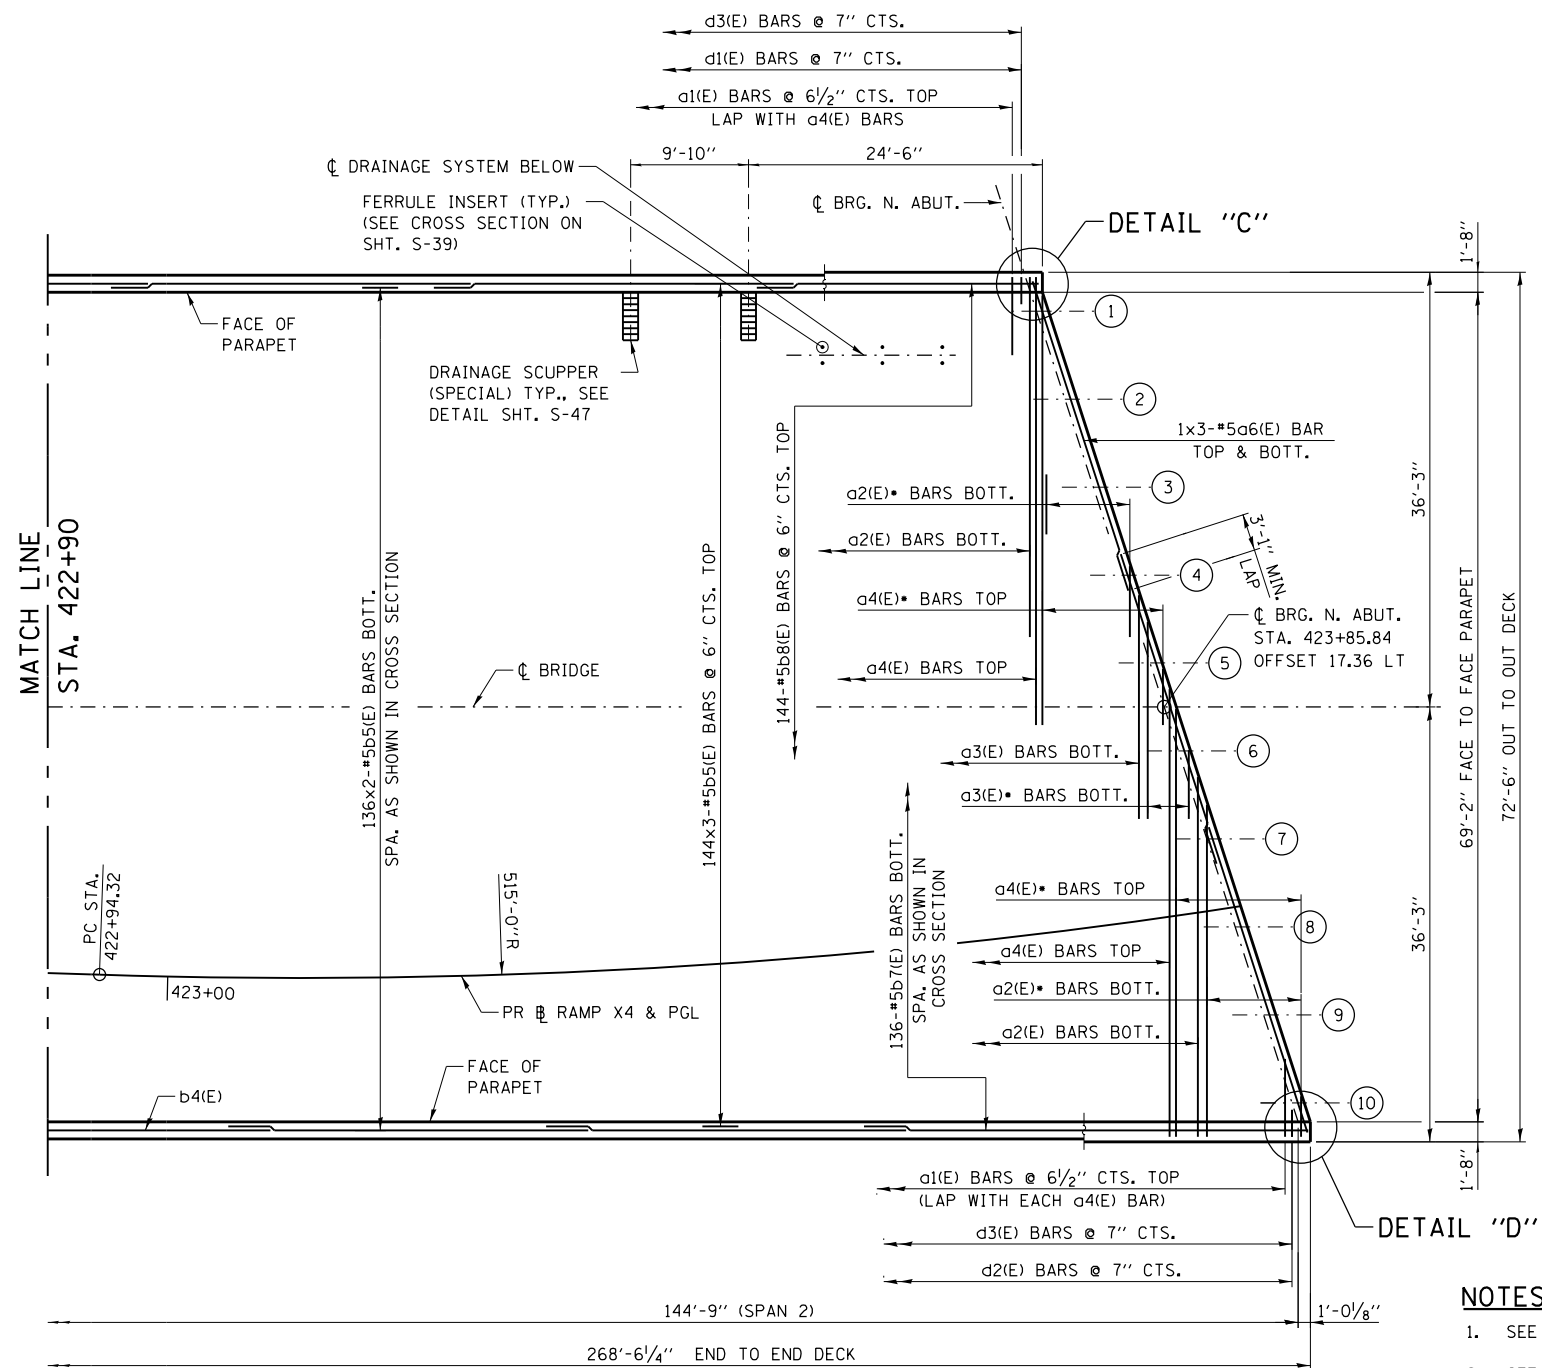 d3(E) BARS @ 7'' CTS.
d1(E) BARS @ 7'' CTS.
a1(E) BARS @ 6 1/2'' CTS. TOP
LAP WITH a4(E) BARS
9'-10''
24'-6''
℄ DRAINAGE SYSTEM BELOW
FERRULE INSERT (TYP.)
(SEE CROSS SECTION ON
SHT. S-39)
℄ BRG. N. ABUT.
DETAIL ''C''
1'-8''
FACE OF
PARAPET
DRAINAGE SCUPPER
(SPECIAL) TYP., SEE
DETAIL SHT. S-47
1
2
1x3-#5a6(E) BAR
TOP & BOTT.
3
a2(E)* BARS BOTT.
a2(E) BARS BOTT.
3'-1'' MIN.
LAP
4
a4(E)* BARS TOP
℄ BRG. N. ABUT.
STA. 423+85.84
OFFSET 17.36 LT
5
a4(E) BARS TOP
MATCH LINE
STA. 422+90
136x2-#5b5(E) BARS BOTT.
SPA. AS SHOWN IN CROSS SECTION
℄ BRIDGE
144x3-#5b5(E) BARS @ 6'' CTS. TOP
144-#5b8(E) BARS @ 6'' CTS. TOP
36'-3''
36'-3''
69'-2'' FACE TO FACE PARAPET
72'-6'' OUT TO OUT DECK
a3(E) BARS BOTT.
6
a3(E)* BARS BOTT.
7
136-#5b7(E) BARS BOTT.
SPA. AS SHOWN IN
CROSS SECTION
a4(E)* BARS TOP
8
a4(E) BARS TOP
a2(E)* BARS BOTT.
9
a2(E) BARS BOTT.
PC STA.
422+94.32
515'-0''R
423+00
PR ⅊ RAMP X4 & PGL
FACE OF
PARAPET
b4(E)
10
1'-8''
a1(E) BARS @ 6 1/2'' CTS. TOP
(LAP WITH EACH a4(E) BAR)
d3(E) BARS @ 7'' CTS.
d2(E) BARS @ 7'' CTS.
DETAIL ''D''
144'-9'' (SPAN 2)
1'-0 1/8''
268'-6 1/4'' END TO END DECK
NOTES
1. SEE